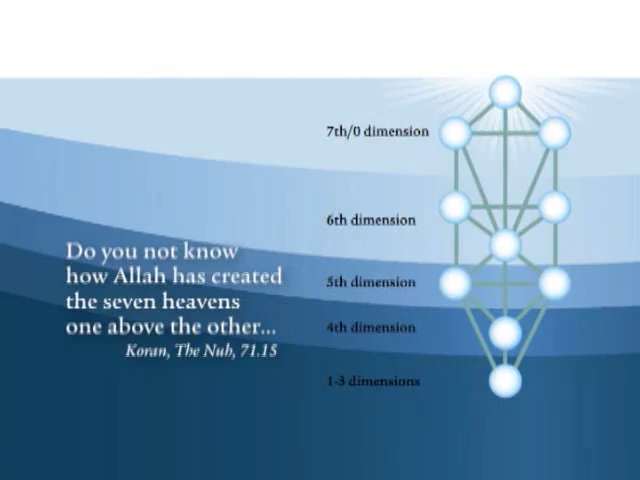 7th/0 dimension
6th dimension
Do you not know
how Allah has created
the seven heavens
one above the other...
Koran, The Nuh, 71.15
5th dimension
4th dimension
1-3 dimensions